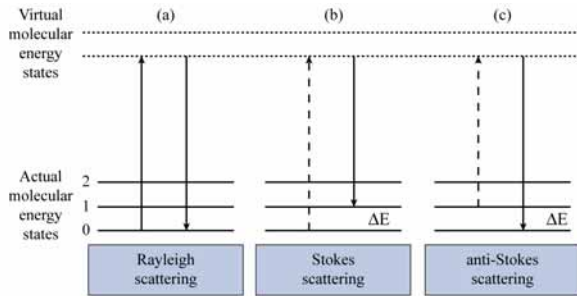 Virtual
molecular
energy
states
(a)
(b)
(c)
Actual
molecular
energy
states
2
1
0
ΔE
ΔE
Rayleigh
scattering
Stokes
scattering
anti-Stokes
scattering